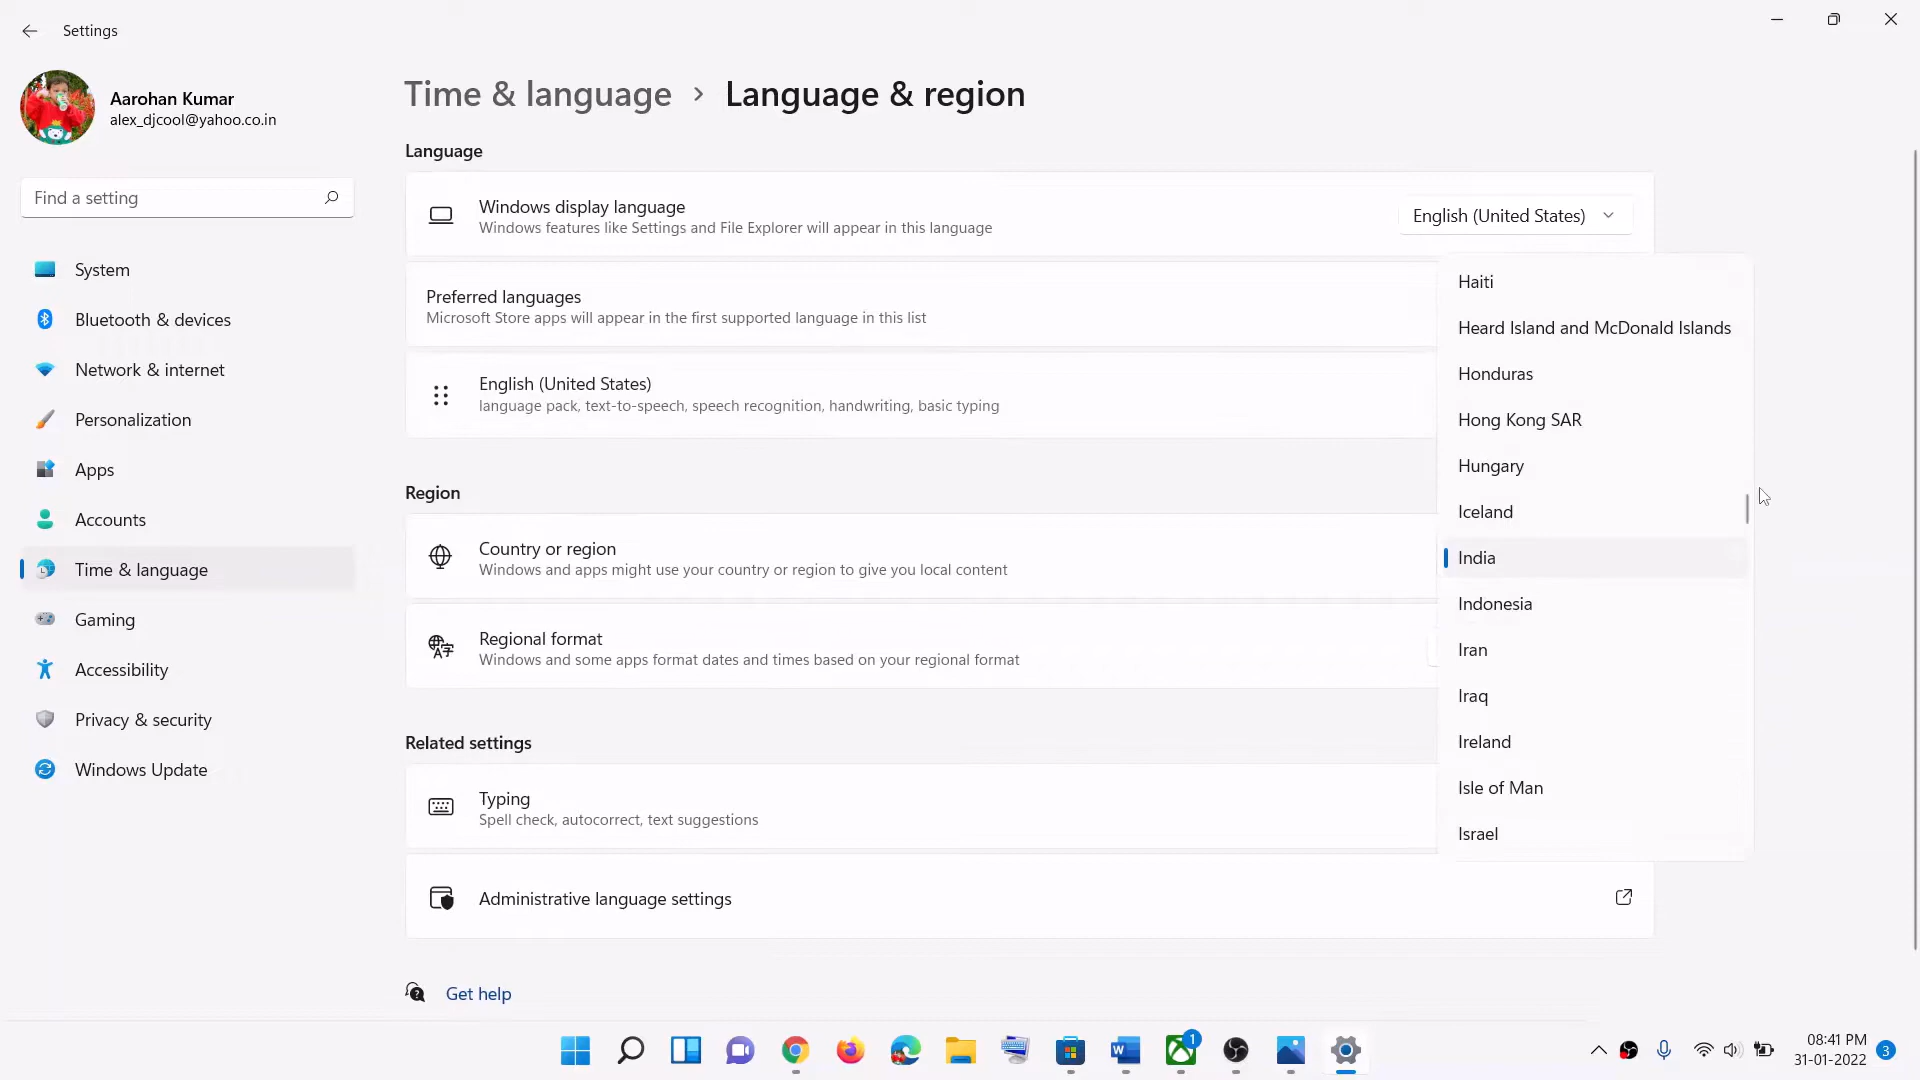 Settings
Aarohan Kumar
alex_djcool@yahoo.co.in
Find a setting
System
Bluetooth & devices
Network & internet
Personalization
Apps
Accounts
Time & language
Gaming
Accessibility
Privacy & security
Windows Update
Time & language > Language & region
Language
Windows display language
Windows features like Settings and File Explorer will appear in this language
English (United States)
Preferred languages
Microsoft Store apps will appear in the first supported language in this list
English (United States)
language pack, text-to-speech, speech recognition, handwriting, basic typing
Region
Country or region
Windows and apps might use your country or region to give you local content
Regional format
Windows and some apps format dates and times based on your regional format
Related settings
Typing
Spell check, autocorrect, text suggestions
Administrative language settings
Get help
Haiti
Heard Island and McDonald Islands
Honduras
Hong Kong SAR
Hungary
Iceland
India
Indonesia
Iran
Iraq
Ireland
Isle of Man
Israel
1
08:41 PM
31-01-2022
3